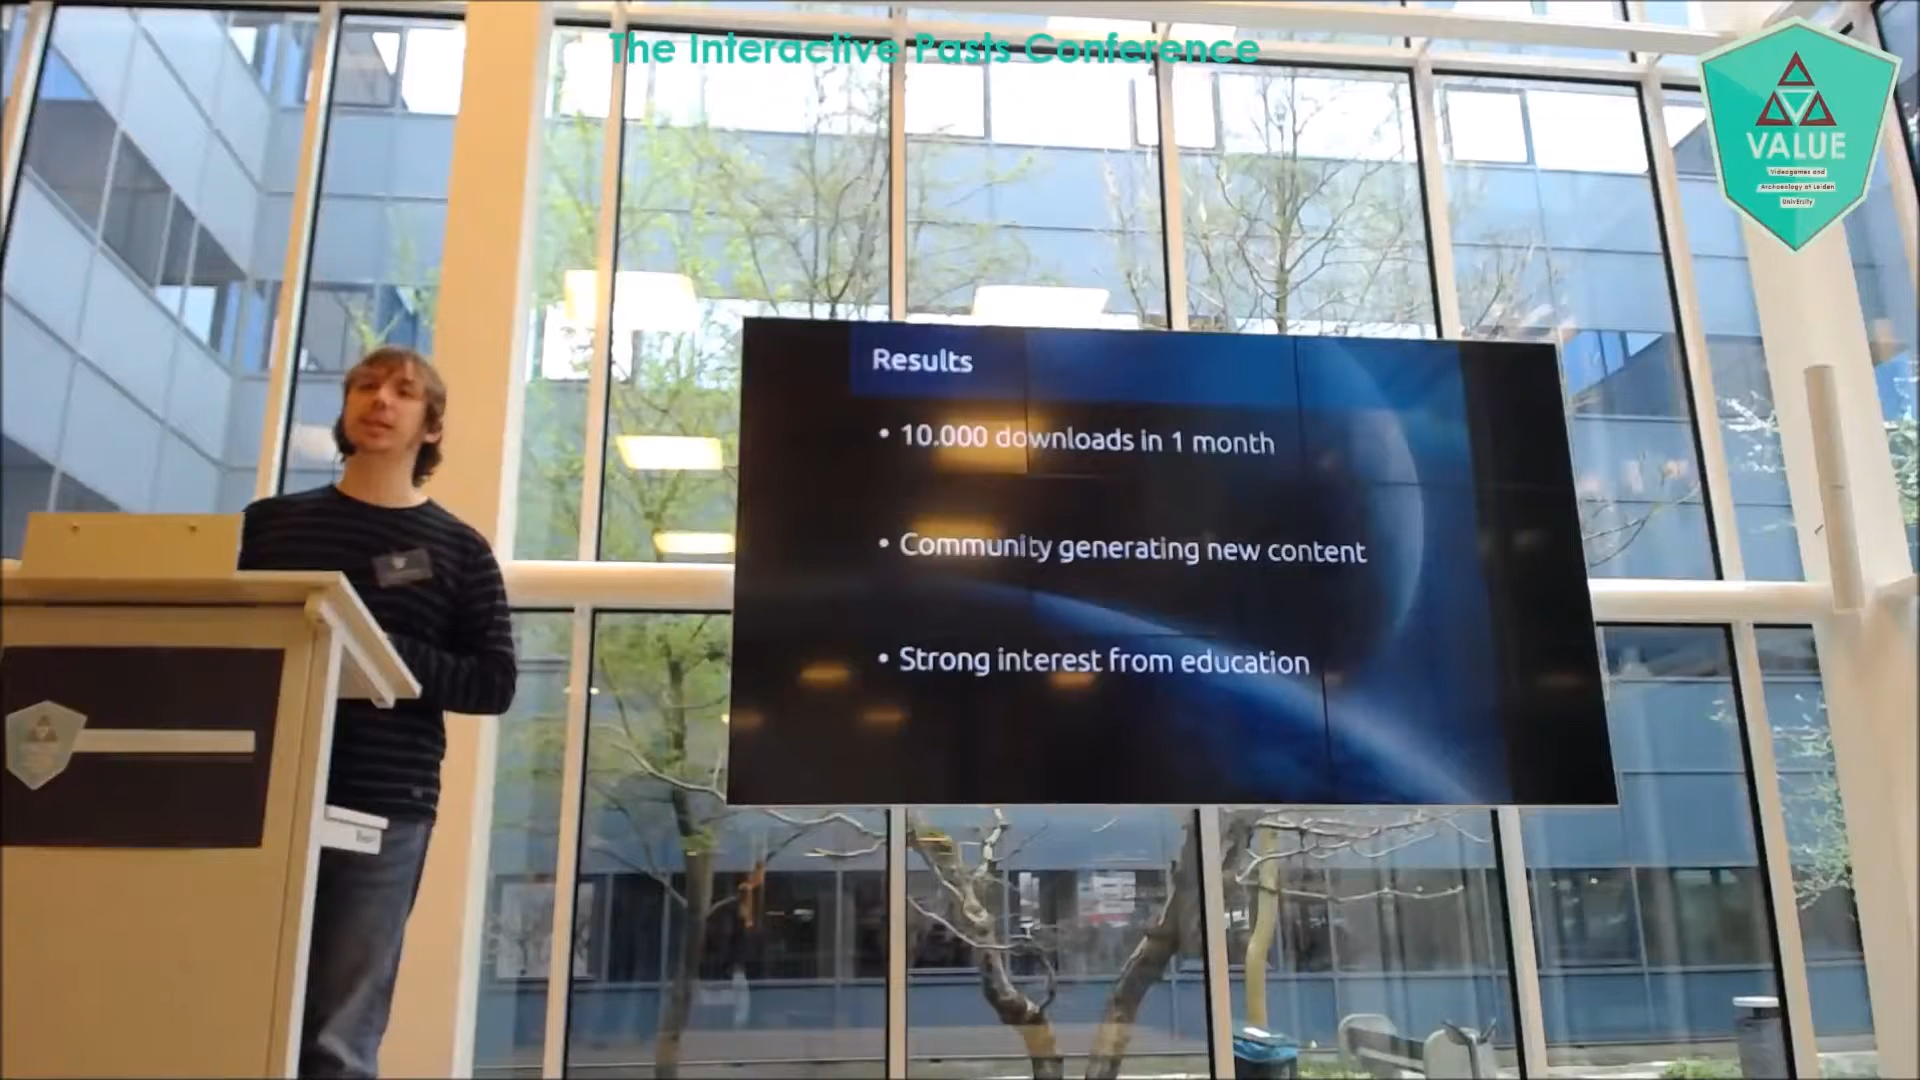 The Interactive Pasts Conference
VALUE
Videogames and
Archaeology at Leiden
University
Results
• 10.000 downloads in 1 month
• Community generating new content
• Strong interest from education